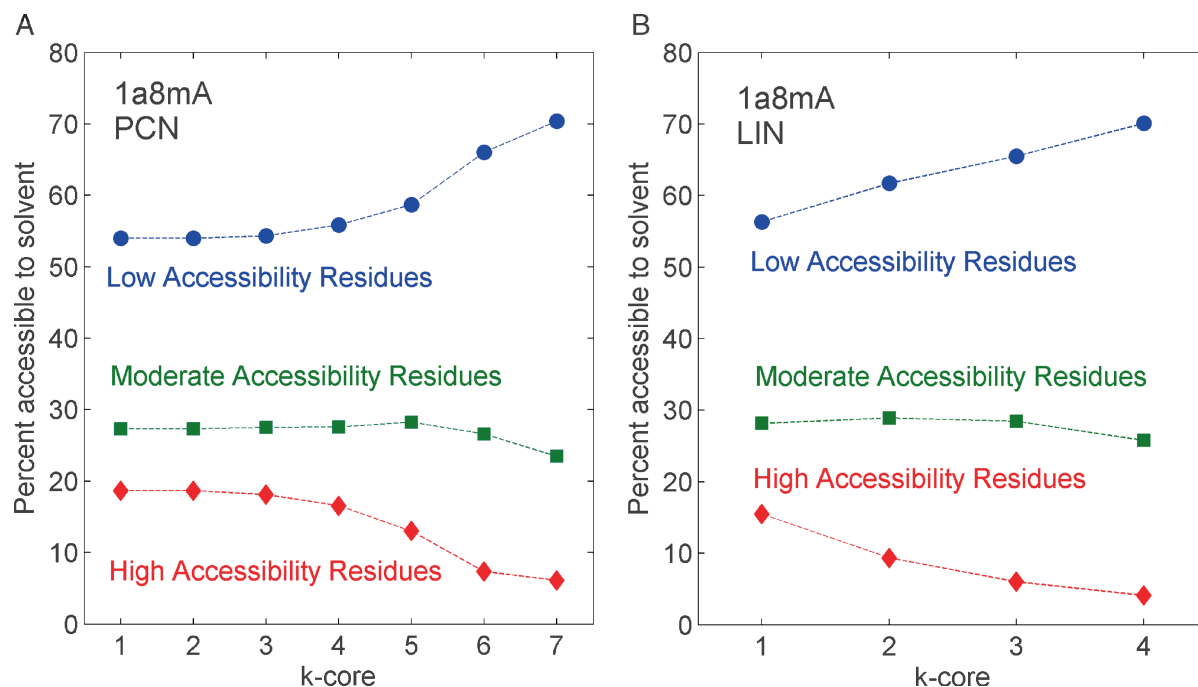 A
80
70
60
50
40
30
20
10
0
Percent accessible to solvent
1a8mA
PCN
Low Accessibility Residues
Moderate Accessibility Residues
High Accessibility Residues
1 2 3 4 5 6 7
k-core
B
80
70
60
50
40
30
20
10
0
Percent accessible to solvent
1a8mA
LIN
Low Accessibility Residues
Moderate Accessibility Residues
High Accessibility Residues
1 2 3 4
k-core